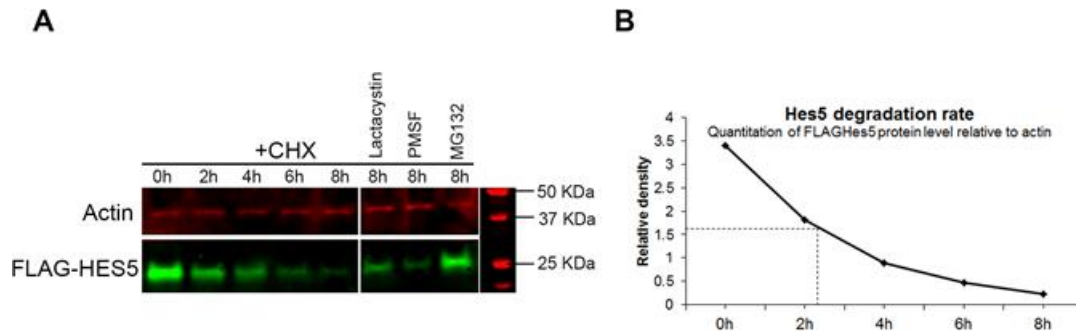 A
+CHX
Lactacystin
PMSF
MG132
0h 2h 4h 6h 8h 8h 8h 8h
Actin
FLAG-HES5
50 KDa
37 KDa
25 KDa
B
Hes5 degradation rate
Quantitation of FLAGHes5 protein level relative to actin
Relative density
4
3.5
3
2.5
2
1.5
1
0.5
0
0h 2h 4h 6h 8h